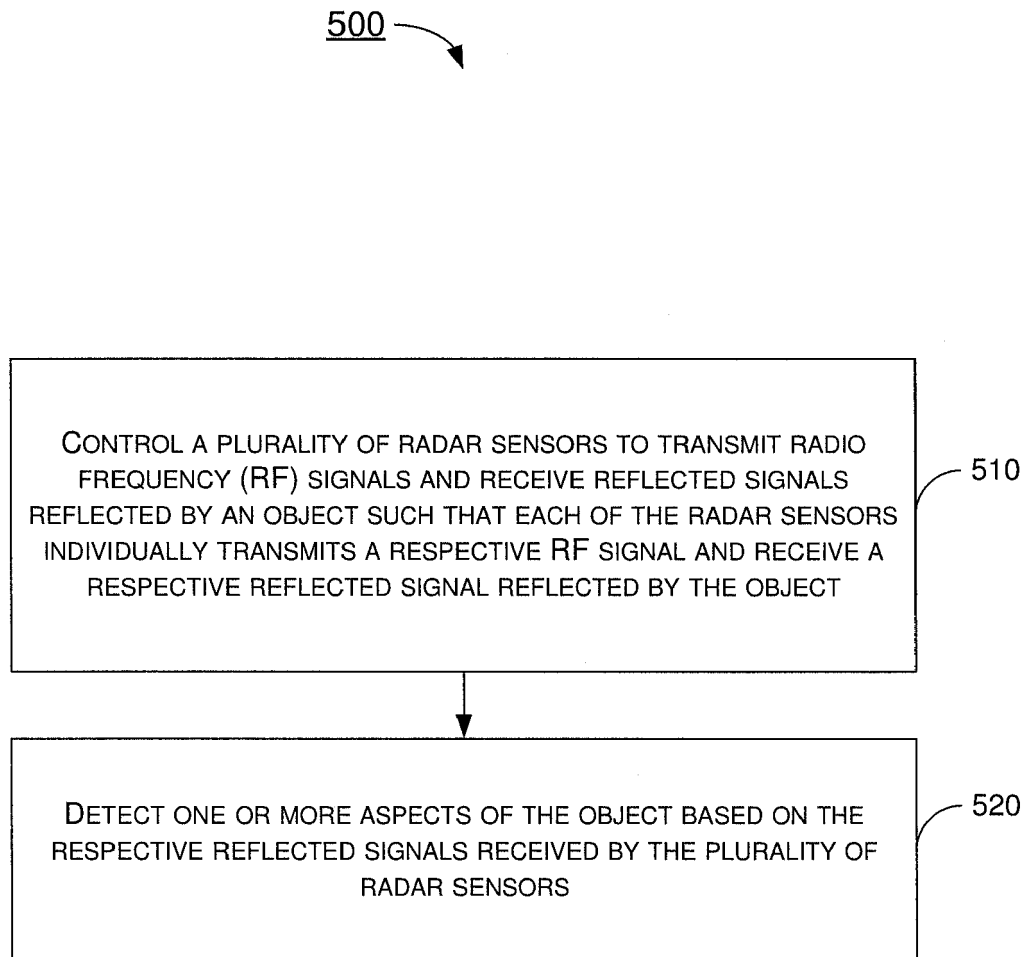 500
CONTROL A PLURALITY OF RADAR SENSORS TO TRANSMIT RADIO
FREQUENCY (RF) SIGNALS AND RECEIVE REFLECTED SIGNALS
REFLECTED BY AN OBJECT SUCH THAT EACH OF THE RADAR SENSORS
INDIVIDUALLY TRANSMITS A RESPECTIVE RF SIGNAL AND RECEIVE A
RESPECTIVE REFLECTED SIGNAL REFLECTED BY THE OBJECT
510
DETECT ONE OR MORE ASPECTS OF THE OBJECT BASED ON THE
RESPECTIVE REFLECTED SIGNALS RECEIVED BY THE PLURALITY OF
RADAR SENSORS
520